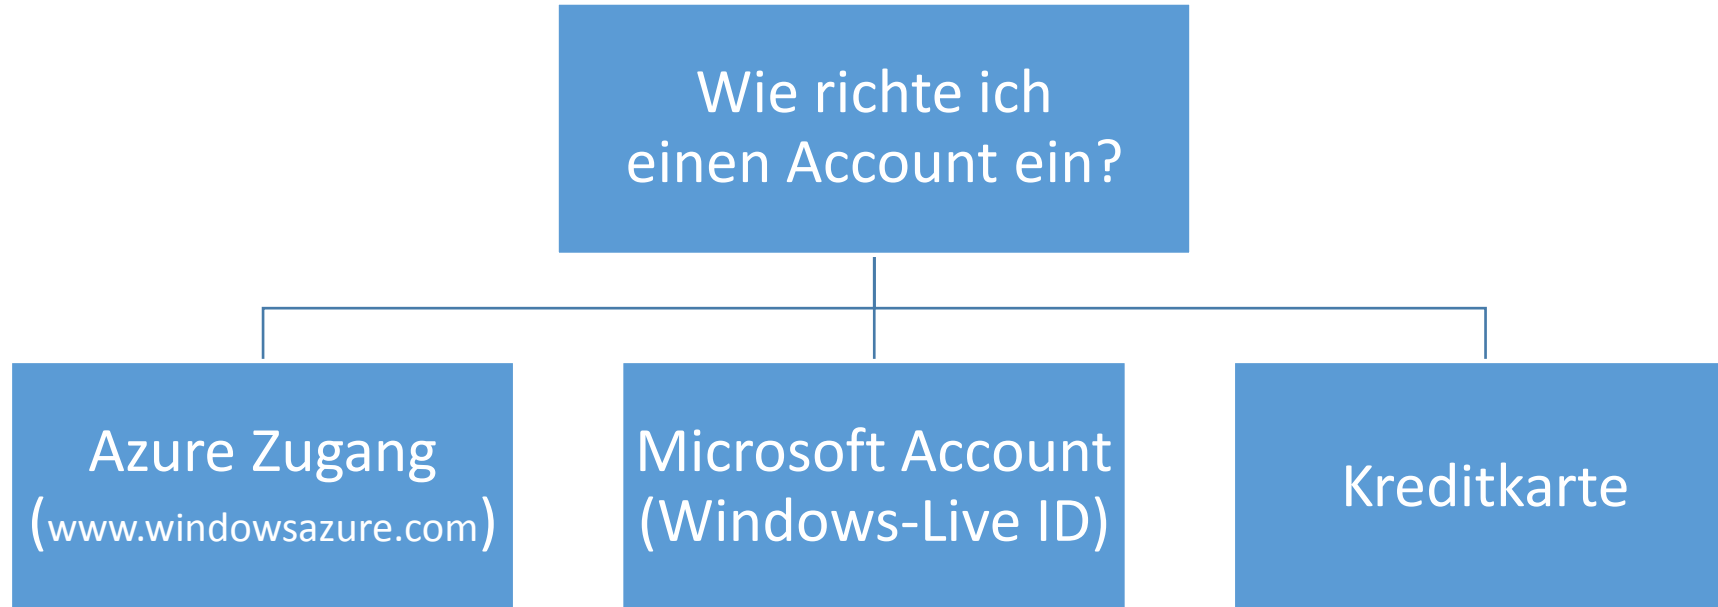 Wie richte ich
einen Account ein?
Azure Zugang
(www.windowsazure.com)
Microsoft Account
(Windows-Live ID)
Kreditkarte